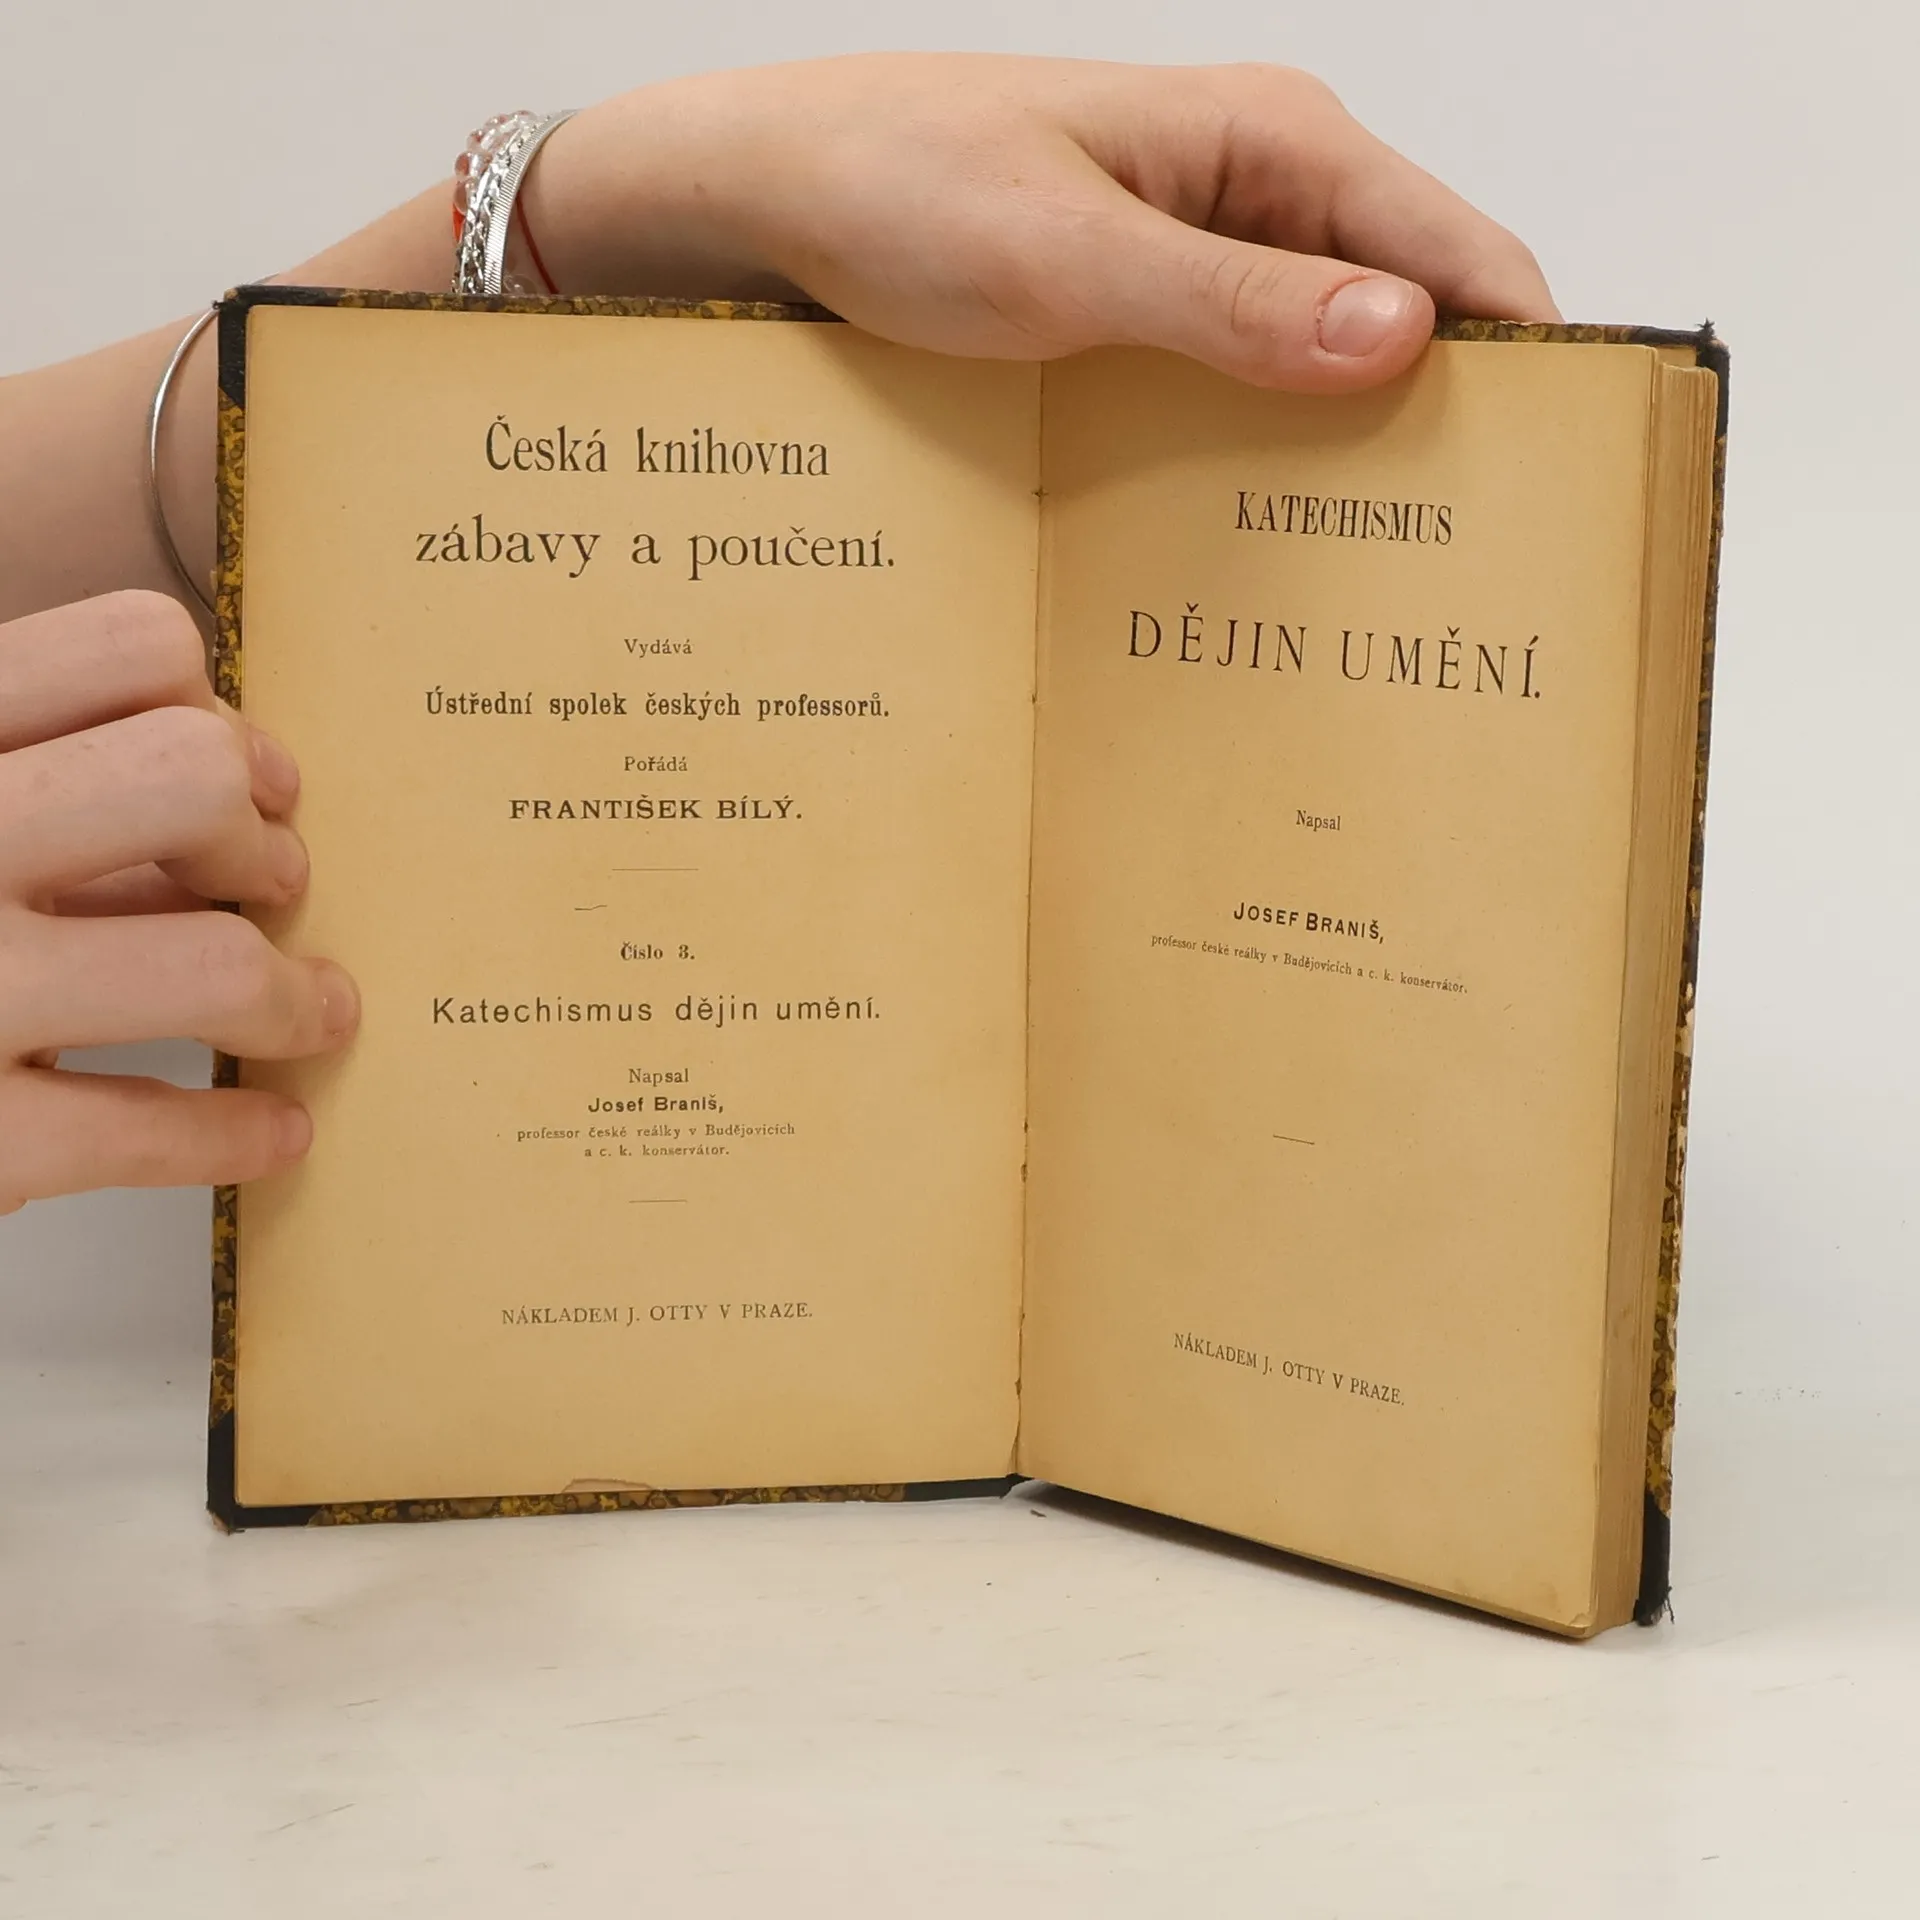 Česká knihovna
zábavy a poučení.
Vydává
Ústřední spolek českých professorů.
Pořádá
FRANTIŠEK BÍLÝ.
Číslo 3.
Katechismus dějin umění.
Napsal
Josef Braniš,
professor české reálky v Budějovicích
a c. k. konservátor.
NÁKLADEM J. OTTY V PRAZE.
KATECHISMUS
DĚJIN UMĚNÍ.
Napsal
JOSEF BRANIŠ,
professor české reálky v Budějovicích a c. k. konservátor.
NÁKLADEM J. OTTY V PRAZE.